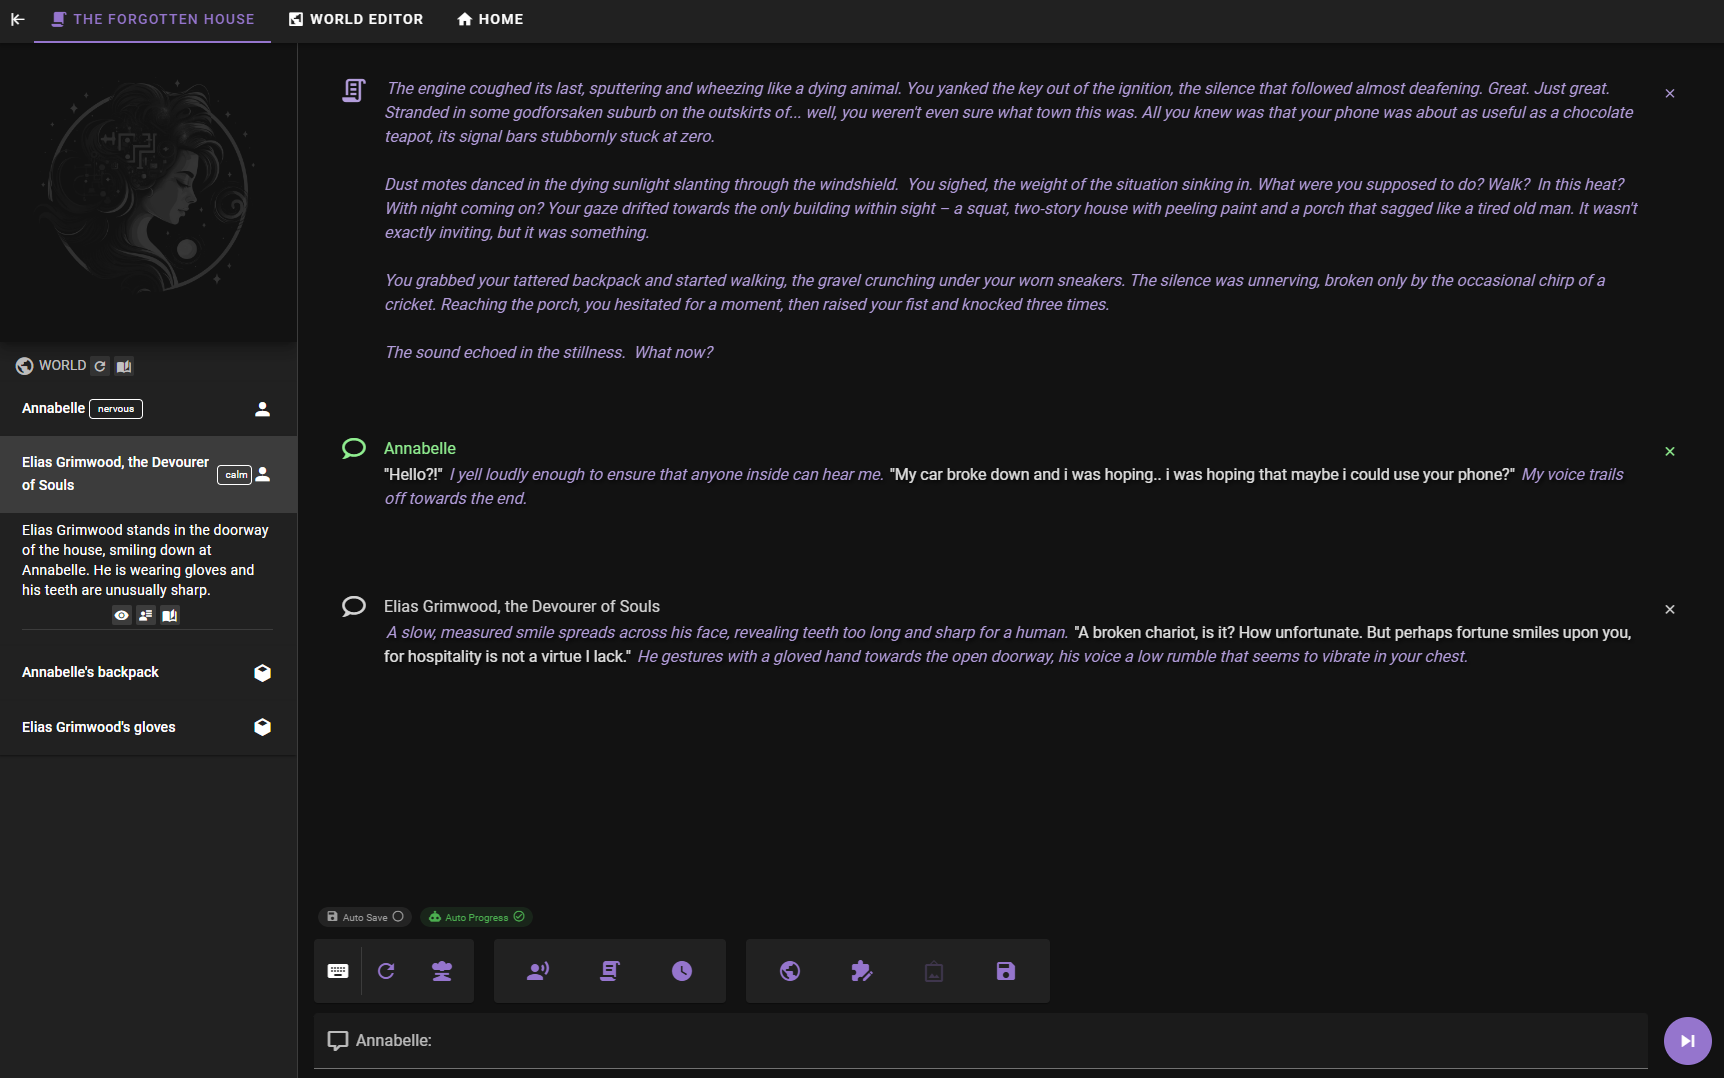 THE FORGOTTEN HOUSE
WORLD EDITOR
HOME
The engine coughed its last, sputtering and wheezing like a dying animal. You yanked the key out of the ignition, the silence that followed almost deafening. Great. Just great.
Stranded in some godforsaken suburb on the outskirts of... well, you weren't even sure what town this was. All you knew was that your phone was about as useful as a chocolate
teapot, its signal bars stubbornly stuck at zero.
Dust motes danced in the dying sunlight slanting through the windshield.  You sighed, the weight of the situation sinking in. What were you supposed to do? Walk?  In this heat?
With night coming on? Your gaze drifted towards the only building within sight – a squat, two-story house with peeling paint and a porch that sagged like a tired old man. It wasn't
exactly inviting, but it was something.
You grabbed your tattered backpack and started walking, the gravel crunching under your worn sneakers. The silence was unnerving, broken only by the occasional chirp of a
cricket. Reaching the porch, you hesitated for a moment, then raised your fist and knocked three times.
The sound echoed in the stillness.  What now?
WORLD
Annabelle nervous
Elias Grimwood, the Devourer
of Souls
calm
Elias Grimwood stands in the doorway
of the house, smiling down at
Annabelle. He is wearing gloves and
his teeth are unusually sharp.
Annabelle's backpack
Elias Grimwood's gloves
Annabelle
"Hello?!" I yell loudly enough to ensure that anyone inside can hear me. "My car broke down and i was hoping.. i was hoping that maybe i could use your phone?" My voice trails
off towards the end.
Elias Grimwood, the Devourer of Souls
A slow, measured smile spreads across his face, revealing teeth too long and sharp for a human. "A broken chariot, is it? How unfortunate. But perhaps fortune smiles upon you,
for hospitality is not a virtue I lack." He gestures with a gloved hand towards the open doorway, his voice a low rumble that seems to vibrate in your chest.
Auto Save
Auto Progress
Annabelle: